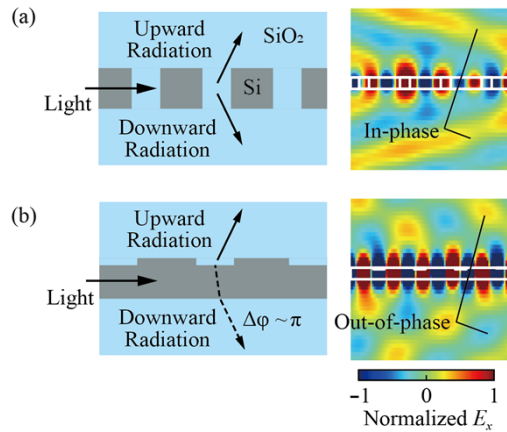 (a)
Upward
Radiation
SiO₂
Light
Si
Downward
Radiation
In-phase
(b)
Upward
Radiation
Light
Downward
Radiation
Δφ ~ π
Out-of-phase
−1 0 1
Normalized Eₓ